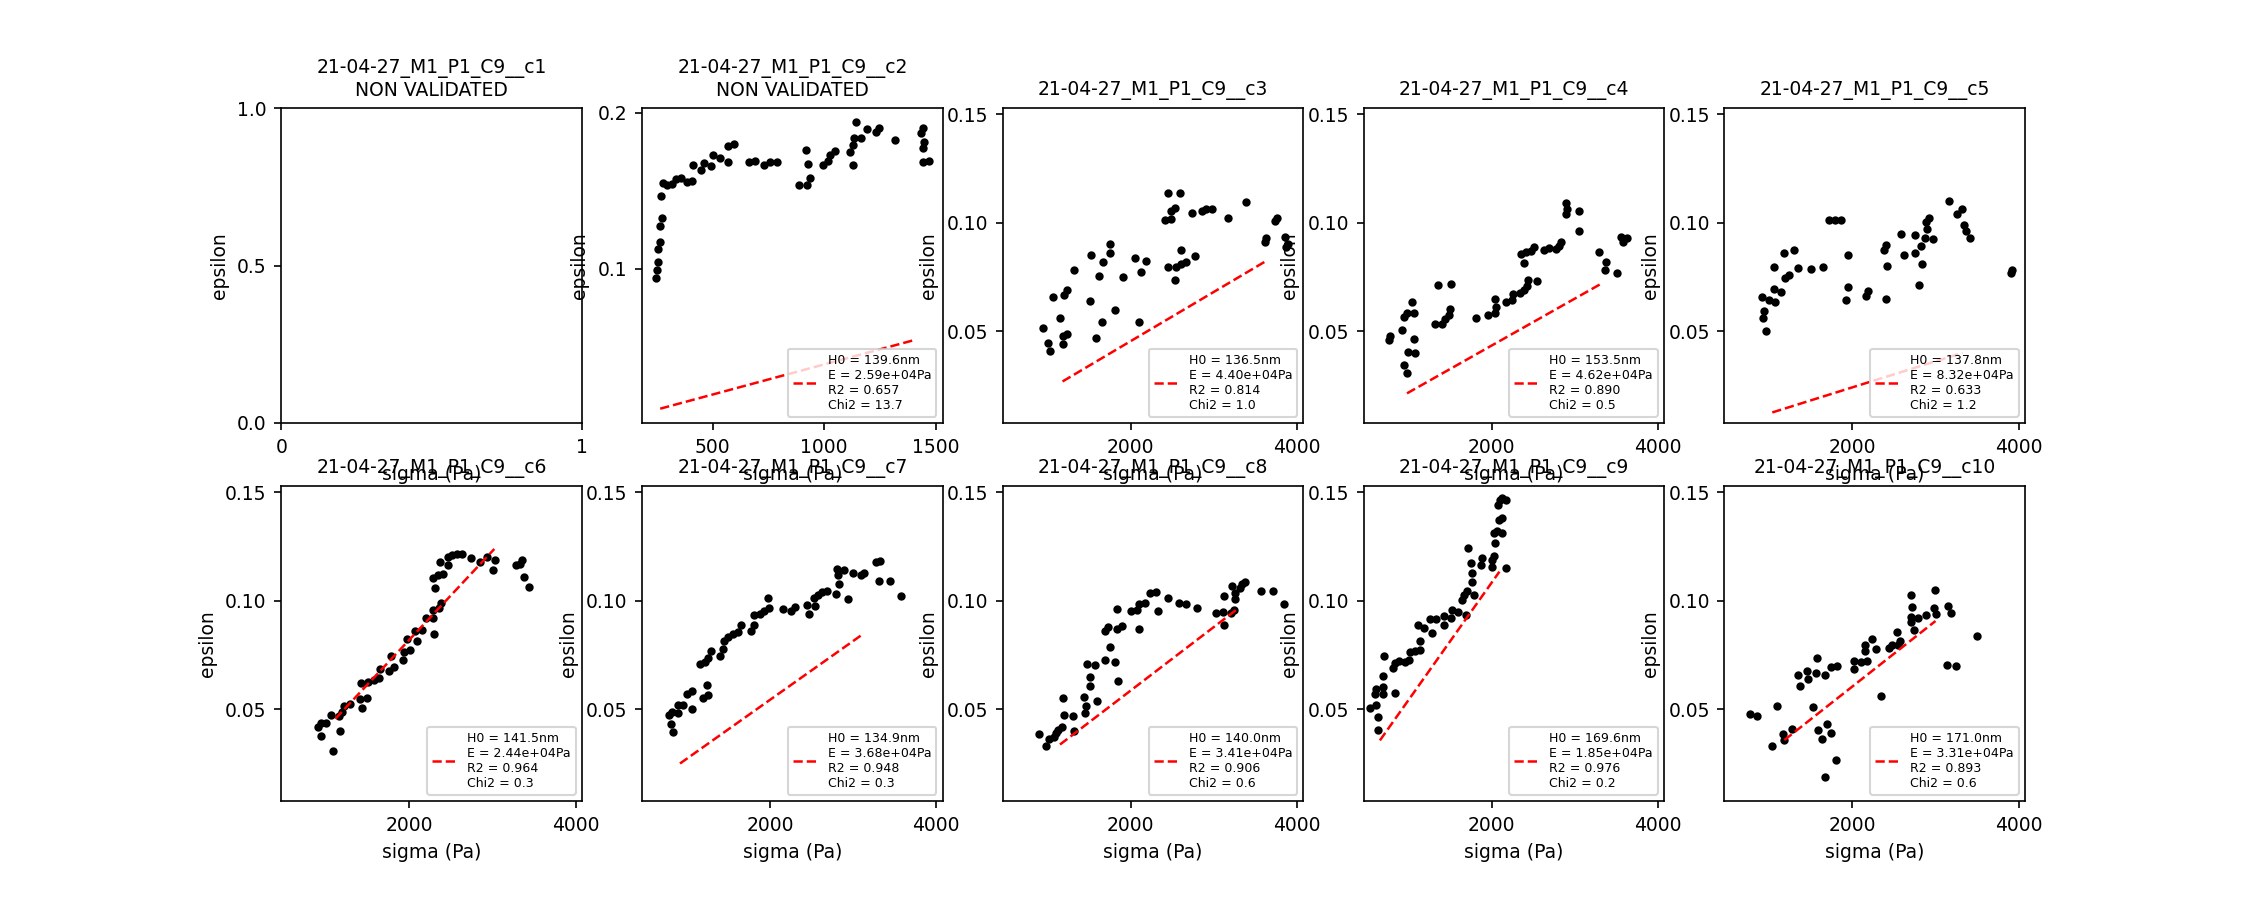 21-04-27_M1_P1_C9__c1
NON VALIDATED
1.0
0.5
0.0
0
1
epsilon
sigma (Pa)
21-04-27_M1_P1_C9__c2
NON VALIDATED
0.2
0.1
500
1000
1500
epsilon
sigma (Pa)
H0 = 139.6nm
E = 2.59e+04Pa
R2 = 0.657
Chi2 = 13.7
21-04-27_M1_P1_C9__c3
0.15
0.10
0.05
2000
4000
epsilon
sigma (Pa)
H0 = 136.5nm
E = 4.40e+04Pa
R2 = 0.814
Chi2 = 1.0
21-04-27_M1_P1_C9__c4
0.15
0.10
0.05
2000
4000
epsilon
sigma (Pa)
H0 = 153.5nm
E = 4.62e+04Pa
R2 = 0.890
Chi2 = 0.5
21-04-27_M1_P1_C9__c5
0.15
0.10
0.05
2000
4000
epsilon
sigma (Pa)
H0 = 137.8nm
E = 8.32e+04Pa
R2 = 0.633
Chi2 = 1.2
21-04-27_M1_P1_C9__c6
0.15
0.10
0.05
2000
4000
epsilon
sigma (Pa)
H0 = 141.5nm
E = 2.44e+04Pa
R2 = 0.964
Chi2 = 0.3
21-04-27_M1_P1_C9__c7
0.15
0.10
0.05
2000
4000
epsilon
sigma (Pa)
H0 = 134.9nm
E = 3.68e+04Pa
R2 = 0.948
Chi2 = 0.3
21-04-27_M1_P1_C9__c8
0.15
0.10
0.05
2000
4000
epsilon
sigma (Pa)
H0 = 140.0nm
E = 3.41e+04Pa
R2 = 0.906
Chi2 = 0.6
21-04-27_M1_P1_C9__c9
0.15
0.10
0.05
2000
4000
epsilon
sigma (Pa)
H0 = 169.6nm
E = 1.85e+04Pa
R2 = 0.976
Chi2 = 0.2
21-04-27_M1_P1_C9__c10
0.15
0.10
0.05
2000
4000
epsilon
sigma (Pa)
H0 = 171.0nm
E = 3.31e+04Pa
R2 = 0.893
Chi2 = 0.6